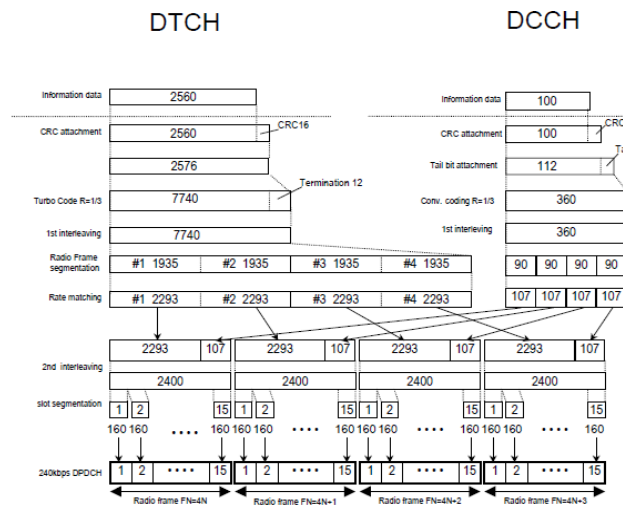 DTCH DCCH
Information data 2560 Information data 100
CRC16 CRC
CRC attachment 2560 CRC attachment 100
2576 Tail bit attachment 112
Termination 12
Turbo Code R=1/3 7740 Conv. coding R=1/3 360
1st interleaving 7740 1st interleving 360
Radio Frame
segmentation #1 1935 #2 1935 #3 1935 #4 1935 90 90 90 90
Rate matching #1 2293 #2 2293 #3 2293 #4 2293 107 107 107 107
2293 107 2293 107 2293 107 2293 107
2nd interleaving
2400 2400 2400 2400
slot segmentation 1 2 15 1 2 15 1 2 15 1 2 15
160 160 •••• 160 160 160 •••• 160 160 160 •••• 160 160 160 •••• 160
240kbps DPDCH 1 2 •••• 15 1 2 •••• 15 1 2 •••• 15 1 2 •••• 15
Radio frame FN=4N Radio frame FN=4N+1 Radio frame FN=4N+2 Radio frame FN=4N+3